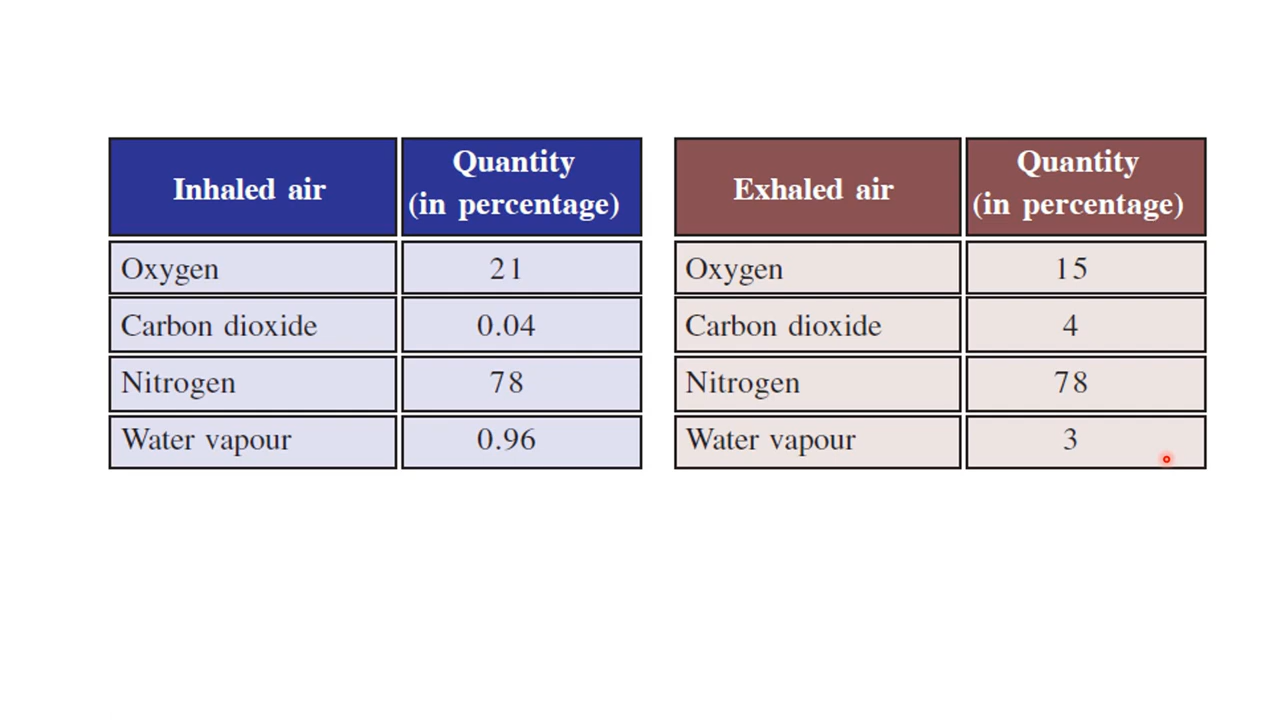 Inhaled air
Quantity
(in percentage)
Oxygen 21
Carbon dioxide 0.04
Nitrogen 78
Water vapour 0.96
Exhaled air
Quantity
(in percentage)
Oxygen 15
Carbon dioxide 4
Nitrogen 78
Water vapour 3